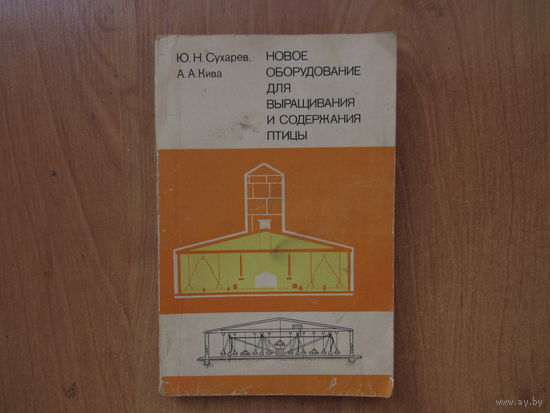 Ю. Н. Сухарев,
А. А. Кива
НОВОЕ
ОБОРУДОВАНИЕ
ДЛЯ
ВЫРАЩИВАНИЯ
И СОДЕРЖАНИЯ
ПТИЦЫ
www.ay.by